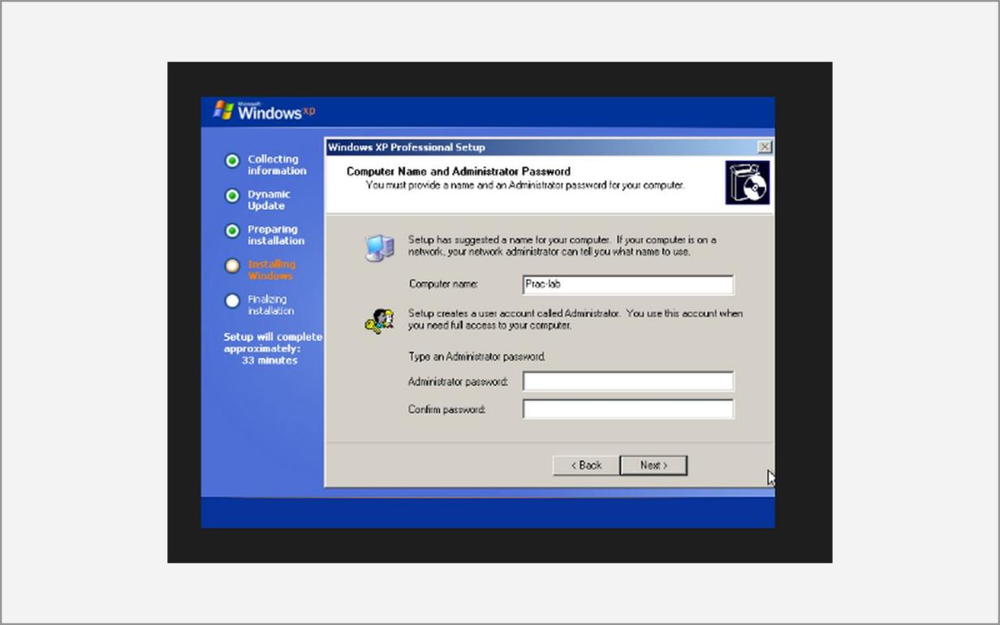 Microsoft
Windows xp
Collecting
information
Dynamic
Update
Preparing
installation
Installing
Windows
Finalizing
installation
Setup will complete
approximately:
33 minutes
Windows XP Professional Setup
Computer Name and Administrator Password
You must provide a name and an Administrator password for your computer.
Setup has suggested a name for your computer. If your computer is on a
network, your network administrator can tell you what name to use.
Computer name:
Prac-lab
Setup creates a user account called Administrator. You use this account when
you need full access to your computer.
Type an Administrator password.
Administrator password:
Confirm password:
< Back
Next >